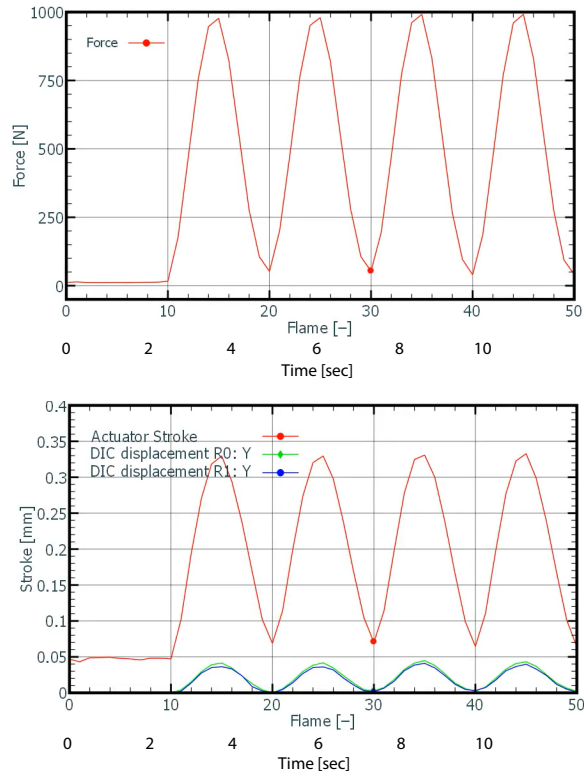 1000
Force
750
Force [N]
500
250
0
0 10 20 30 40 50
Flame [–]
0 2 4 6 8 10
Time [sec]
0.4
Actuator Stroke
0.35
DIC displacement R0: Y
DIC displacement R1: Y
0.3
0.25
Stroke [mm]
0.2
0.15
0.1
0.05
0
0 10 20 30 40 50
Flame [–]
0 2 4 6 8 10
Time [sec]